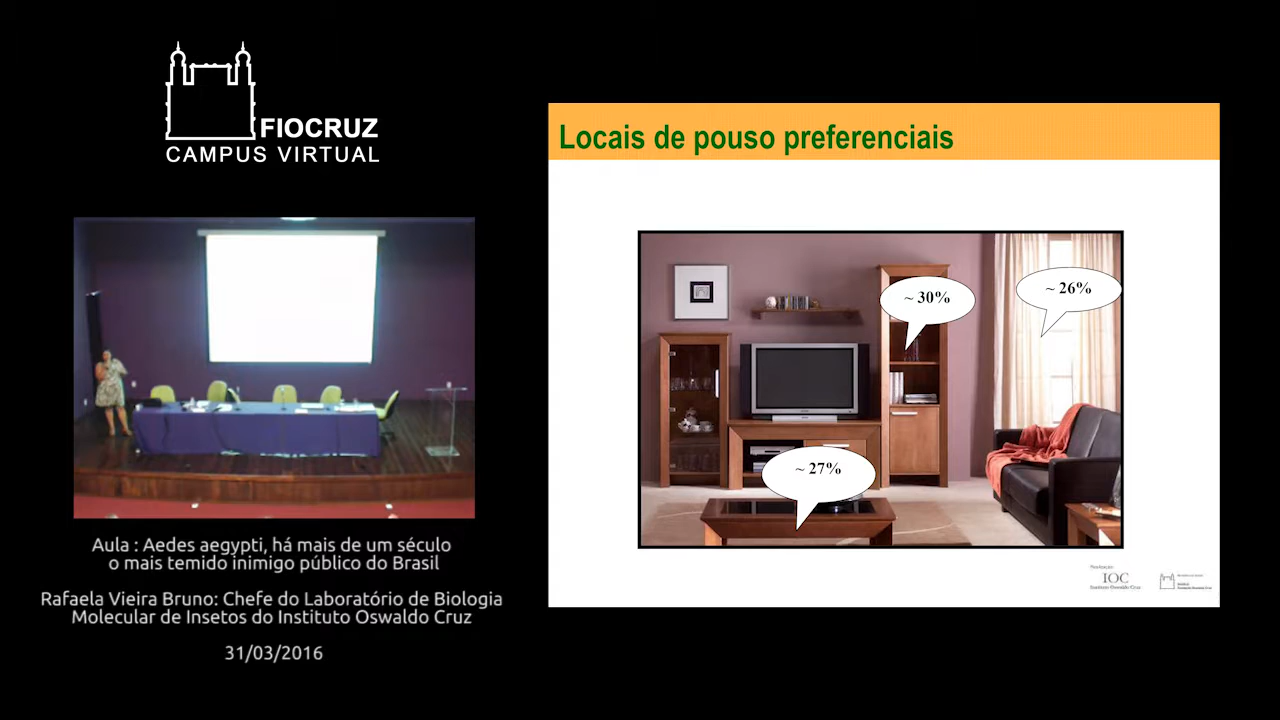 FIOCRUZ
CAMPUS VIRTUAL
Aula : Aedes aegypti, há mais de um século
o mais temido inimigo público do Brasil
Rafaela Vieira Bruno: Chefe do Laboratório de Biologia
Molecular de Insetos do Instituto Oswaldo Cruz
31/03/2016
Locais de pouso preferenciais
~ 30%
~ 26%
~ 27%
IOC
Instituto Oswaldo Cruz